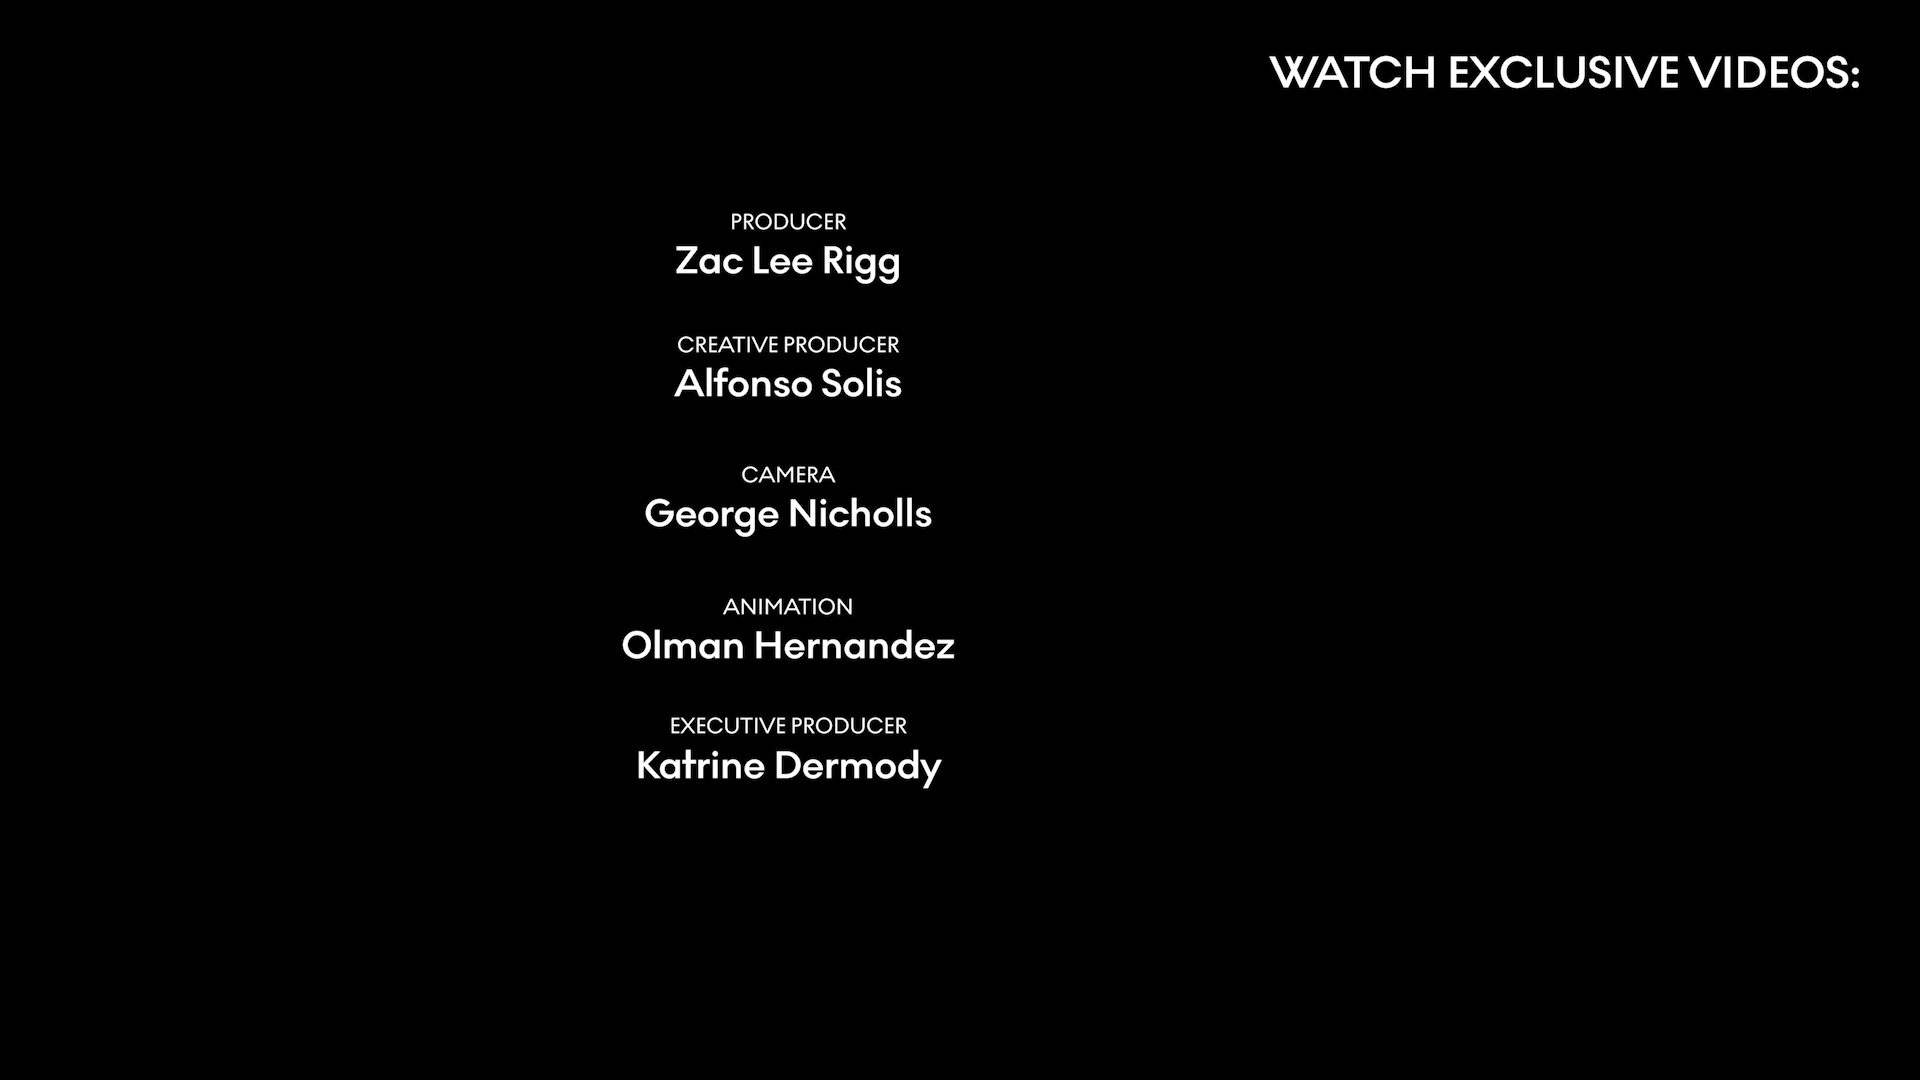 WATCH EXCLUSIVE VIDEOS:
PRODUCER
Zac Lee Rigg
CREATIVE PRODUCER
Alfonso Solis
CAMERA
George Nicholls
ANIMATION
Olman Hernandez
EXECUTIVE PRODUCER
Katrine Dermody